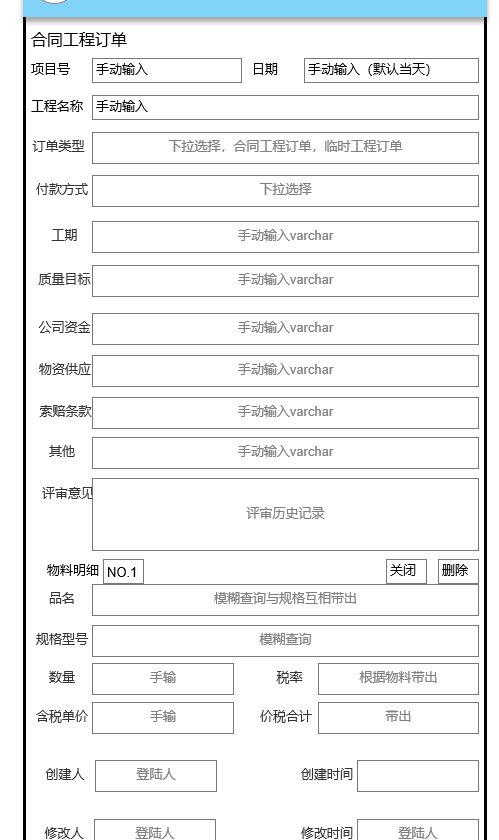 合同工程订单
项目号 手动输入 日期 手动输入（默认当天）
工程名称 手动输入
订单类型 下拉选择，合同工程订单，临时工程订单
付款方式 下拉选择
工期 手动输入varchar
质量目标 手动输入varchar
公司资金 手动输入varchar
物资供应 手动输入varchar
索赔条款 手动输入varchar
其他 手动输入varchar
评审意见 评审历史记录
物料明细 NO.1 关闭 删除
品名 模糊查询与规格互相带出
规格型号 模糊查询
数量 手输 税率 根据物料带出
含税单价 手输 价税合计 带出
创建人 登陆人 创建时间
修改人 登陆人 修改时间 登陆人